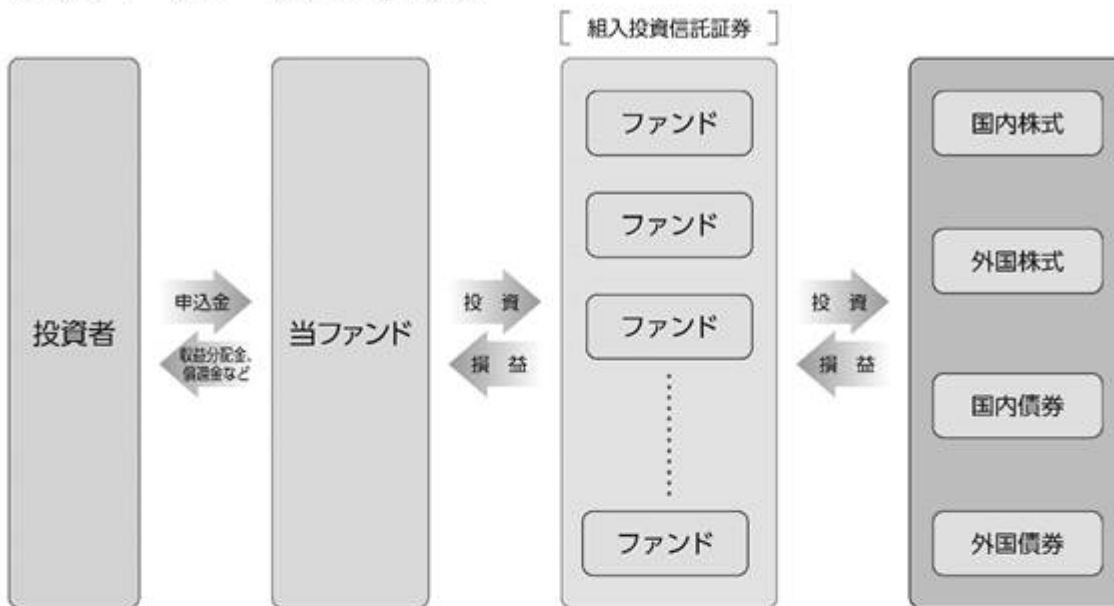 [ 組入投資信託証券 ]
投資者
申込金
収益分配金、
償還金など
当ファンド
投 資
損 益
ファンド
ファンド
ファンド
ファンド
投 資
損 益
国内株式
外国株式
国内債券
外国債券